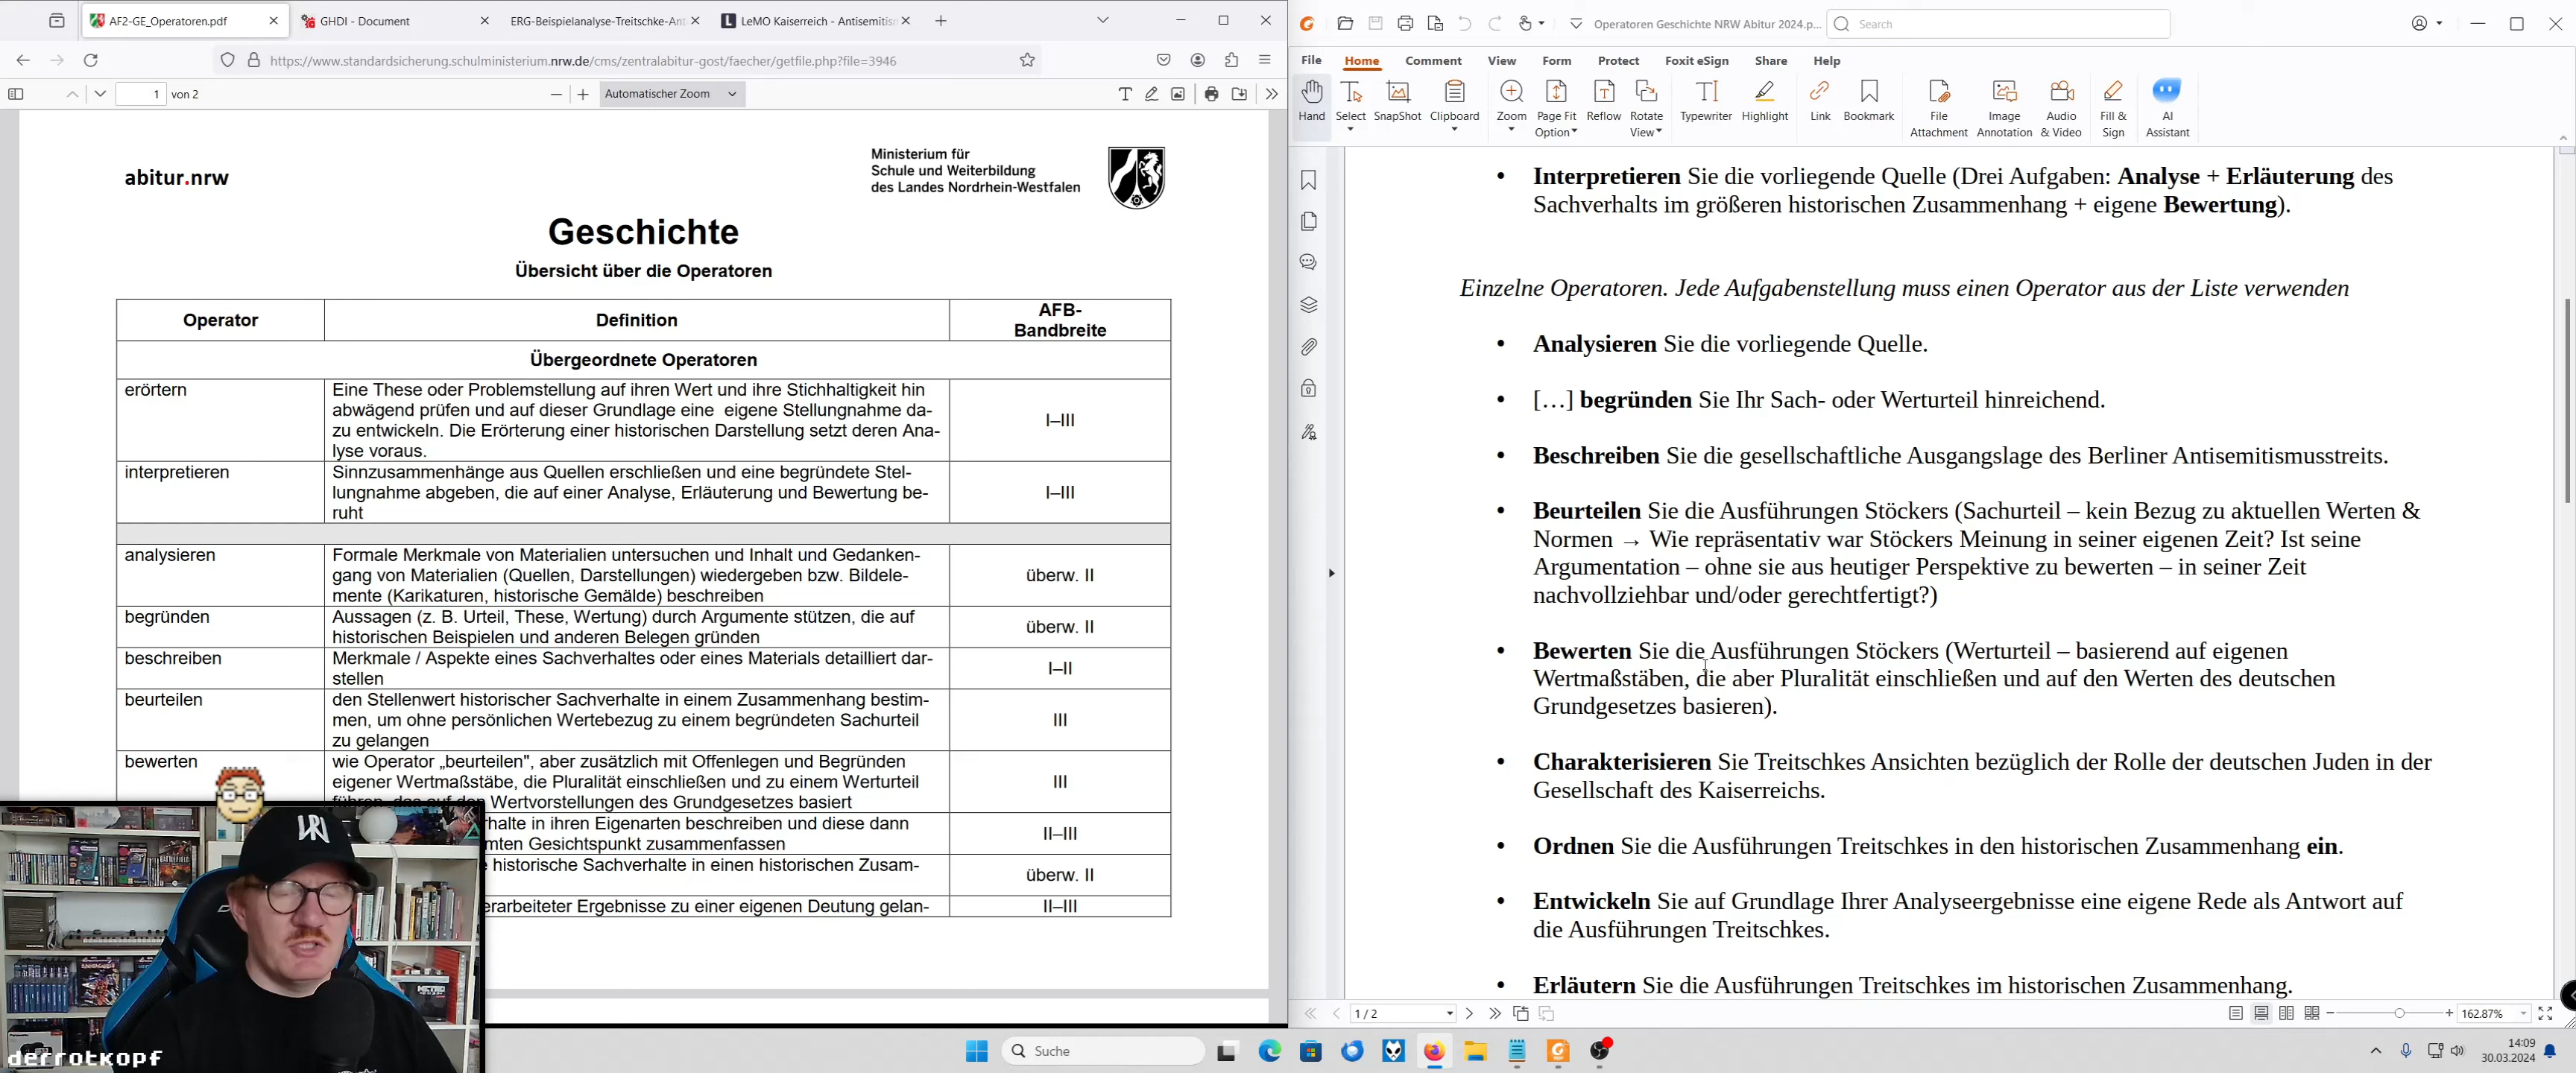 AF2-GE_Operatoren.pdf
GHDI - Document
ERG-Beispielanalyse-Treitschke-Ant
LeMO Kaiserreich - Antisemitism
https://www.standardsicherung.schulministerium.nrw.de/cms/zentralabitur-gost/faecher/getfile.php?file=3946
1 von 2
Automatischer Zoom
abitur.nrw
Ministerium für
Schule und Weiterbildung
des Landes Nordrhein-Westfalen
Geschichte
Übersicht über die Operatoren
Operator
Definition
AFB-
Bandbreite
Übergeordnete Operatoren
erörtern
Eine These oder Problemstellung auf ihren Wert und ihre Stichhaltigkeit hin
abwägend prüfen und auf dieser Grundlage eine eigene Stellungnahme da-
zu entwickeln. Die Erörterung einer historischen Darstellung setzt deren Ana-
lyse voraus.
I–III
interpretieren
Sinnzusammenhänge aus Quellen erschließen und eine begründete Stel-
lungnahme abgeben, die auf einer Analyse, Erläuterung und Bewertung be-
ruht
I–III
analysieren
Formale Merkmale von Materialien untersuchen und Inhalt und Gedanken-
gang von Materialien (Quellen, Darstellungen) wiedergeben bzw. Bildele-
mente (Karikaturen, historische Gemälde) beschreiben
überw. II
begründen
Aussagen (z. B. Urteil, These, Wertung) durch Argumente stützen, die auf
historischen Beispielen und anderen Belegen gründen
überw. II
beschreiben
Merkmale / Aspekte eines Sachverhaltes oder eines Materials detailliert dar-
stellen
I–II
beurteilen
den Stellenwert historischer Sachverhalte in einem Zusammenhang bestim-
men, um ohne persönlichen Wertebezug zu einem begründeten Sachurteil
zu gelangen
III
bewerten
wie Operator „beurteilen", aber zusätzlich mit Offenlegen und Begründen
eigener Wertmaßstäbe, die Pluralität einschließen und zu einem Werturteil
führen, das auf den Wertvorstellungen des Grundgesetzes basiert
III
halte in ihren Eigenarten beschreiben und diese dann
mten Gesichtspunkt zusammenfassen
II–III
historische Sachverhalte in einen historischen Zusam-
überw. II
erarbeiteter Ergebnisse zu einer eigenen Deutung gelan-
II–III
derrotkopf
Operatoren Geschichte NRW Abitur 2024.p...
Search
File Home Comment View Form Protect Foxit eSign Share Help
Hand
Select
SnapShot
Clipboard
Zoom
Page Fit
Option
Reflow
Rotate
View
Typewriter
Highlight
Link
Bookmark
File
Attachment
Image
Annotation
Audio
& Video
Fill &
Sign
AI
Assistant
• Interpretieren Sie die vorliegende Quelle (Drei Aufgaben: Analyse + Erläuterung des
Sachverhalts im größeren historischen Zusammenhang + eigene Bewertung).
Einzelne Operatoren. Jede Aufgabenstellung muss einen Operator aus der Liste verwenden
• Analysieren Sie die vorliegende Quelle.
• […] begründen Sie Ihr Sach- oder Werturteil hinreichend.
• Beschreiben Sie die gesellschaftliche Ausgangslage des Berliner Antisemitismusstreits.
• Beurteilen Sie die Ausführungen Stöckers (Sachurteil – kein Bezug zu aktuellen Werten &
Normen → Wie repräsentativ war Stöckers Meinung in seiner eigenen Zeit? Ist seine
Argumentation – ohne sie aus heutiger Perspektive zu bewerten – in seiner Zeit
nachvollziehbar und/oder gerechtfertigt?)
• Bewerten Sie die Ausführungen Stöckers (Werturteil – basierend auf eigenen
Wertmaßstäben, die aber Pluralität einschließen und auf den Werten des deutschen
Grundgesetzes basieren).
• Charakterisieren Sie Treitschkes Ansichten bezüglich der Rolle der deutschen Juden in der
Gesellschaft des Kaiserreichs.
• Ordnen Sie die Ausführungen Treitschkes in den historischen Zusammenhang ein.
• Entwickeln Sie auf Grundlage Ihrer Analyseergebnisse eine eigene Rede als Antwort auf
die Ausführungen Treitschkes.
• Erläutern Sie die Ausführungen Treitschkes im historischen Zusammenhang.
1 / 2
162.87%
Suche
14:09
30.03.2024